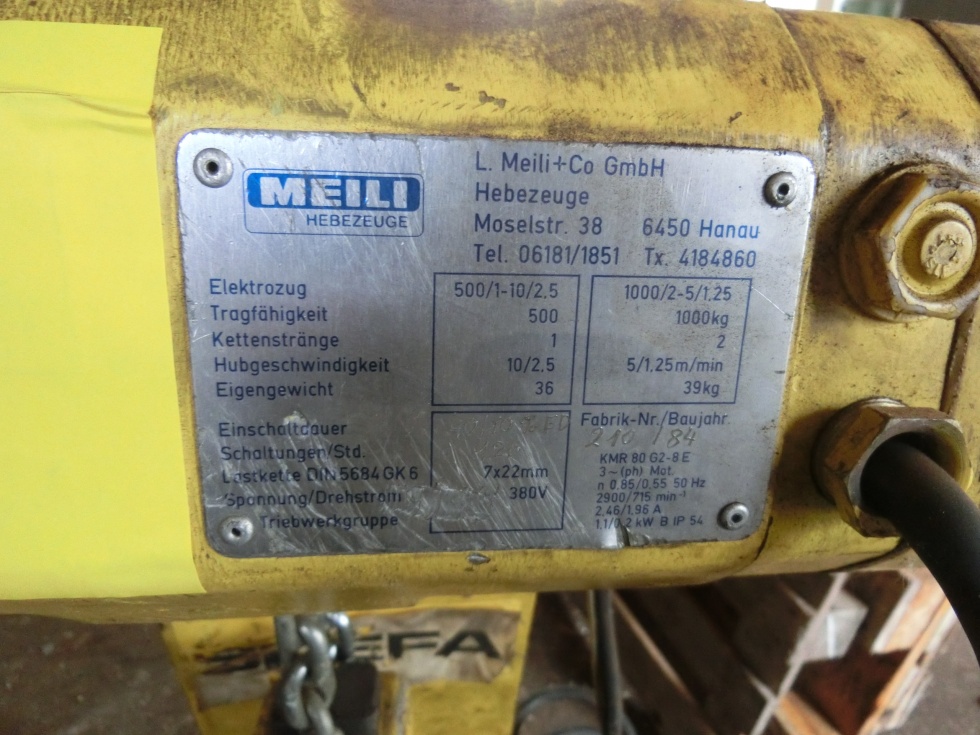 MEILI
HEBEZEUGE
L. Meili+Co GmbH
Hebezeuge
Moselstr. 38 6450 Hanau
Tel. 06181/1851 Tx. 4184860
Elektrozug 500/1-10/2.5 1000/2-5/1.25
Tragfähigkeit 500 1000kg
Kettenstränge 1 2
Hubgeschwindigkeit 10/2.5 5/1.25m/min
Eigengewicht 36 39kg
Einschaltdauer
Schaltungen/Std.
Lastkette DIN 5684 GK 6 7x22mm
Spannung/Drehstrom 380V
Triebwerkgruppe
Fabrik-Nr./Baujahr
210 / 84
KMR 80 G2-8 E
3~(ph) Mot.
n 0,85/0,55 50 Hz
2900/715 min⁻¹
2.46/1.96 A
1.1/0.2 kW B IP 54